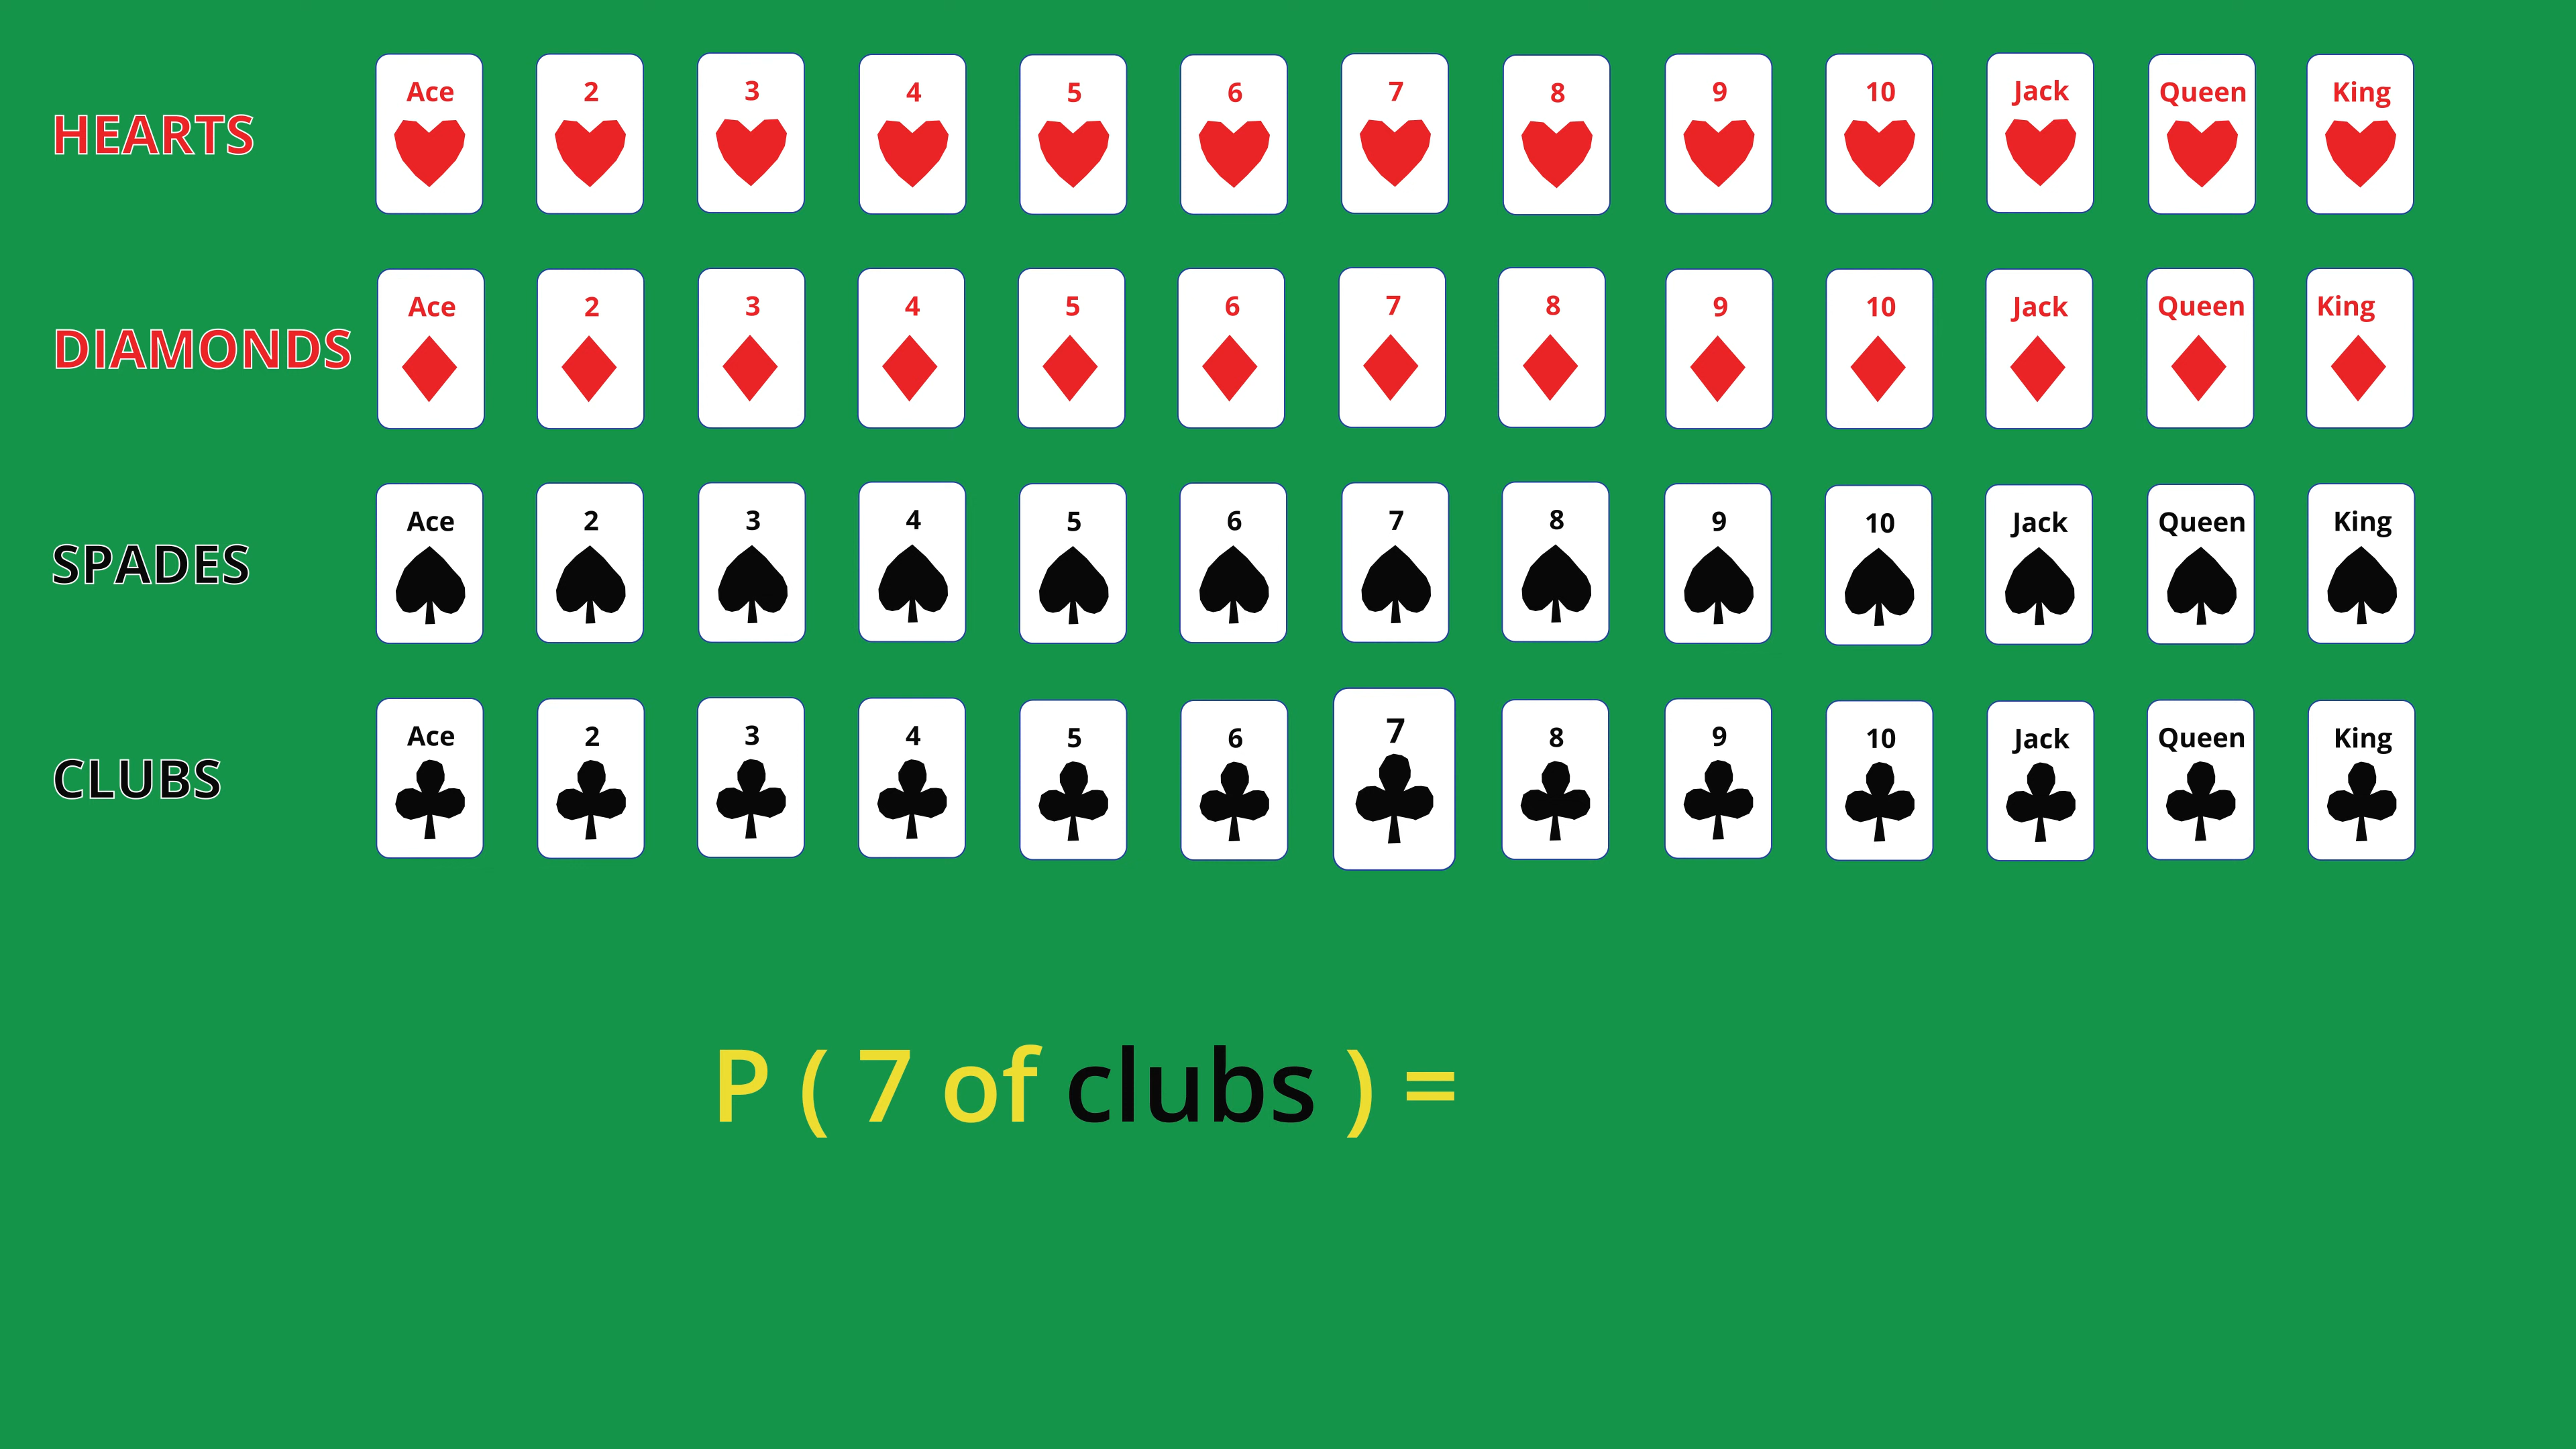 HEARTS Ace 2 3 4 5 6 7 8 9 10 Jack Queen King
DIAMONDS Ace 2 3 4 5 6 7 8 9 10 Jack Queen King
SPADES Ace 2 3 4 5 6 7 8 9 10 Jack Queen King
CLUBS Ace 2 3 4 5 6 7 8 9 10 Jack Queen King
P ( 7 of clubs ) =